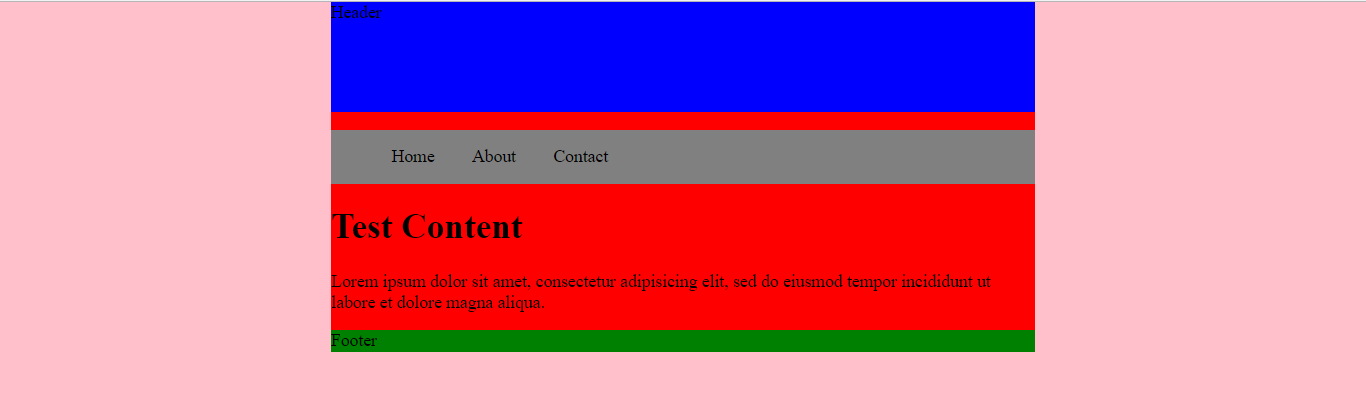 Header
Home About Contact
Test Content
Lorem ipsum dolor sit amet, consectetur adipisicing elit, sed do eiusmod tempor incididunt ut
labore et dolore magna aliqua.
Footer